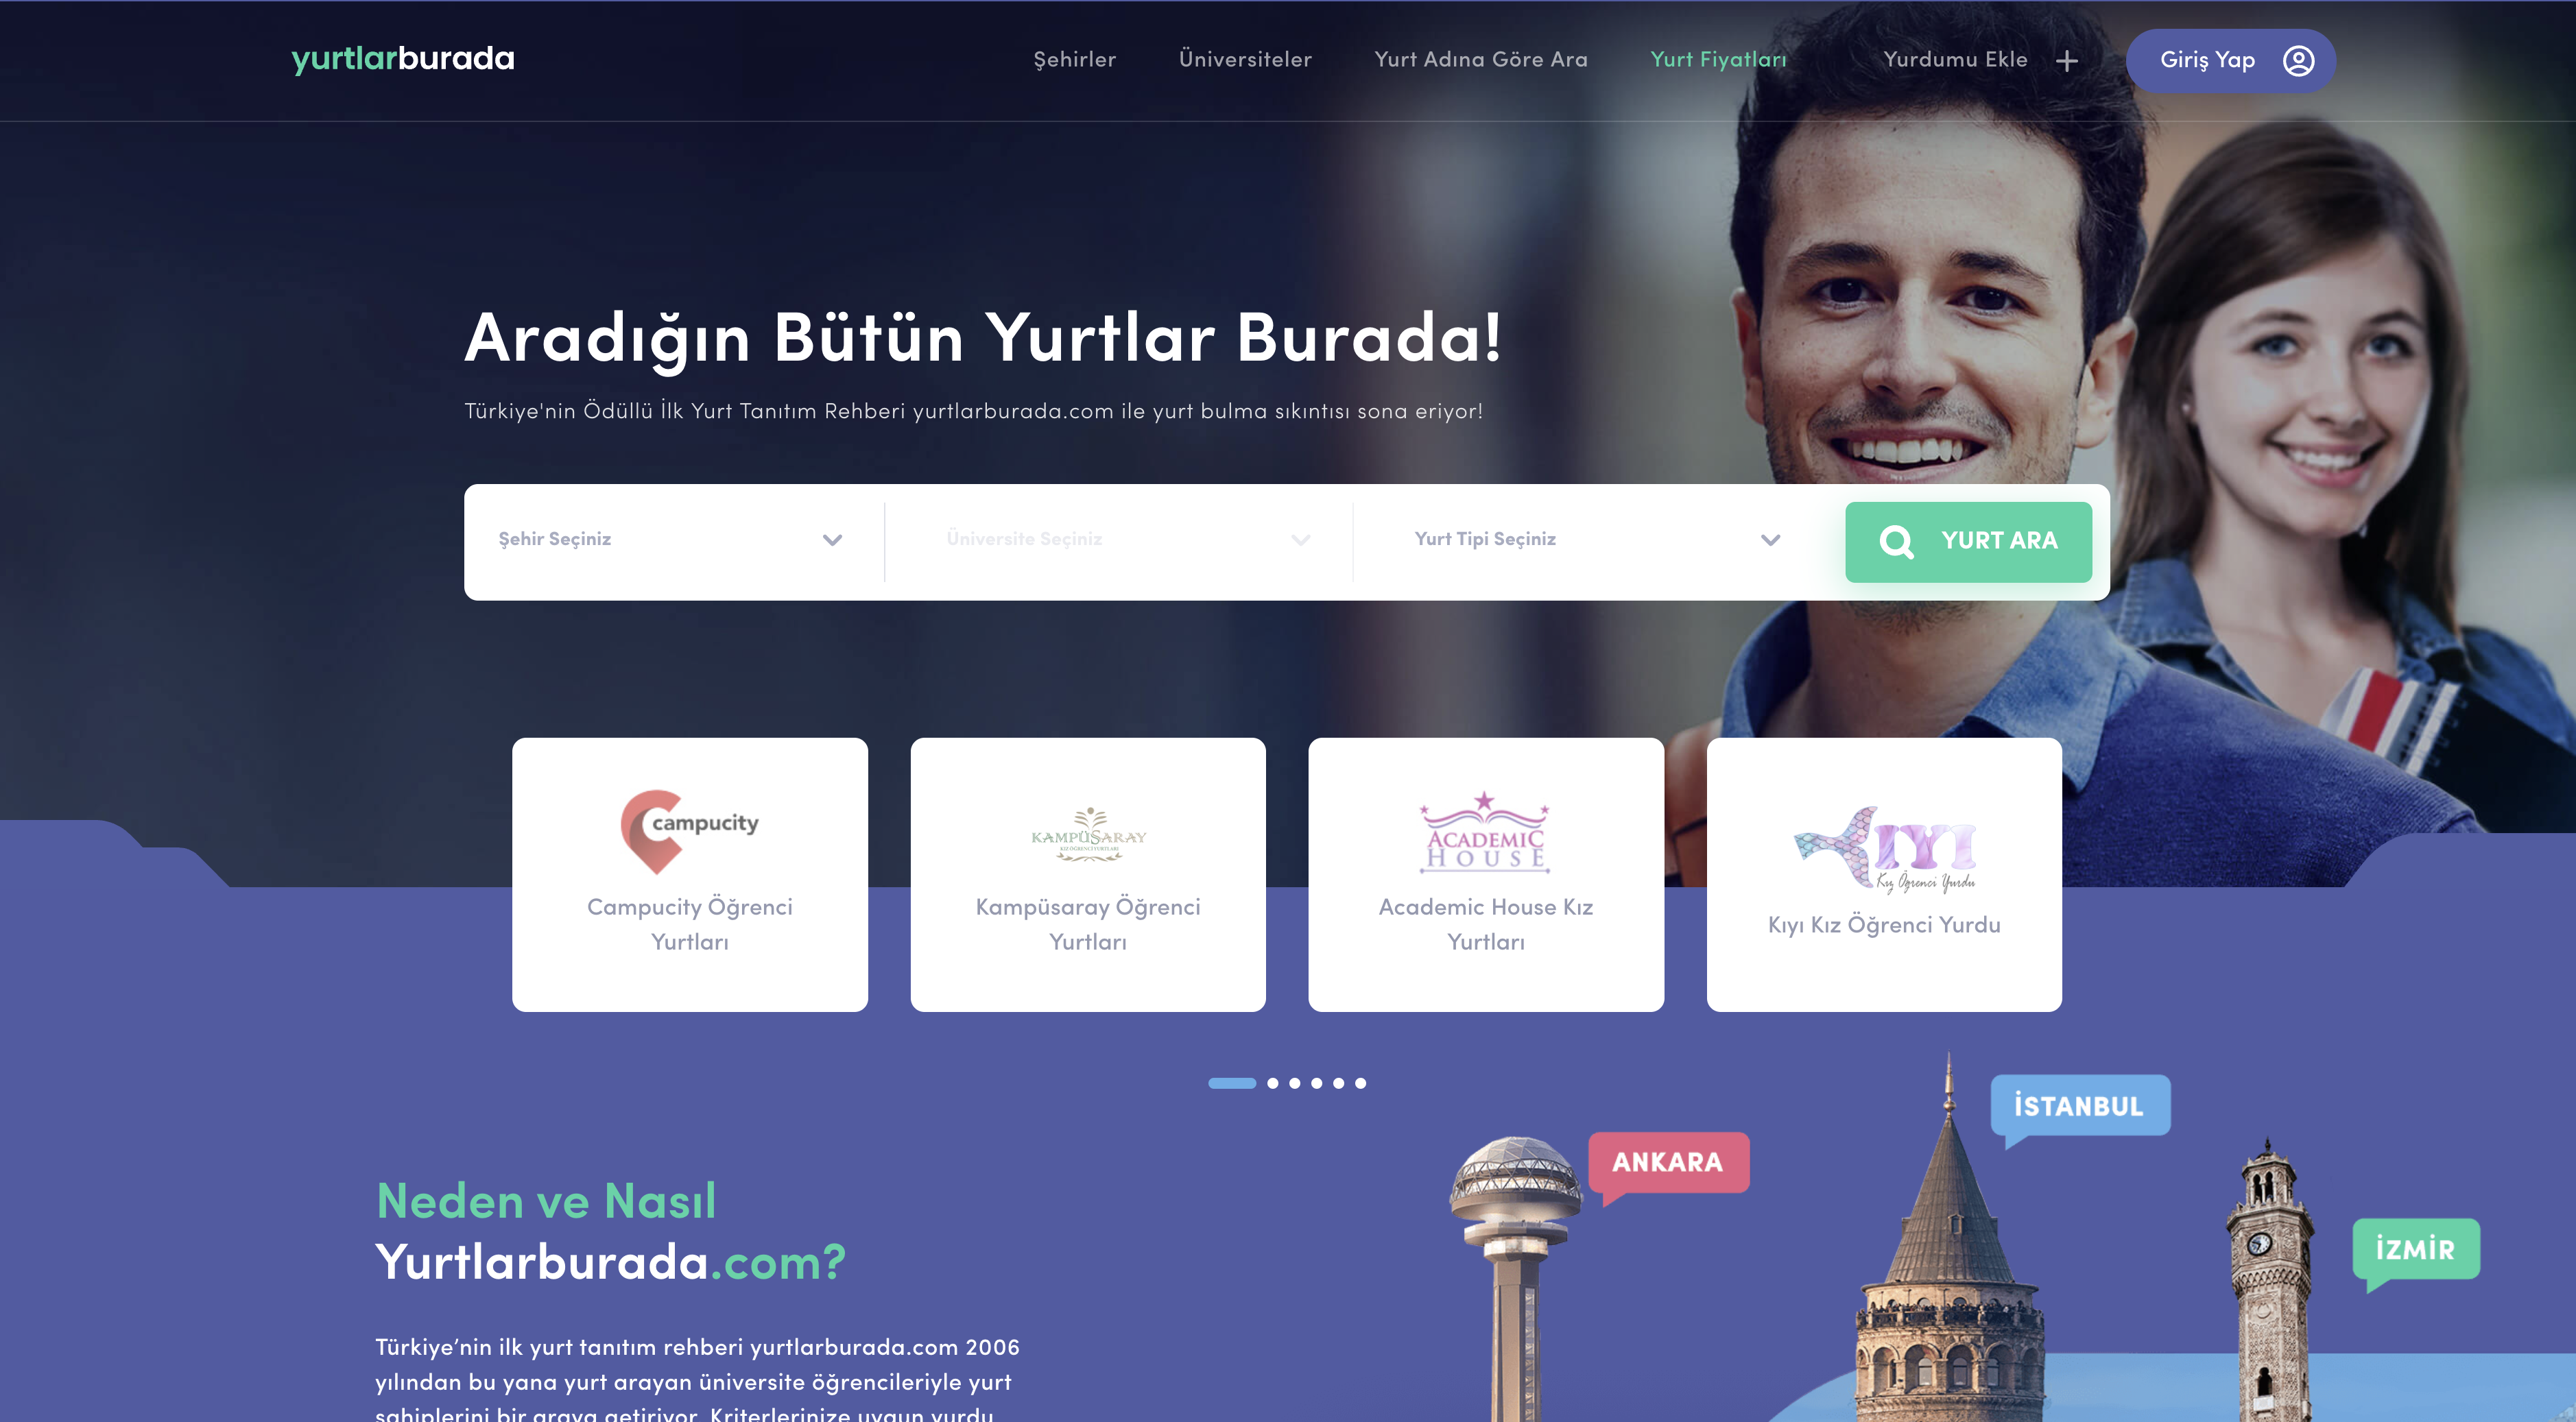 yurtlarburada
Şehirler
Üniversiteler
Yurt Adına Göre Ara
Yurt Fiyatları
Yurdumu Ekle
Giriş Yap
Aradığın Bütün Yurtlar Burada!
Türkiye'nin Ödüllü İlk Yurt Tanıtım Rehberi yurtlarburada.com ile yurt bulma sıkıntısı sona eriyor!
Şehir Seçiniz
Üniversite Seçiniz
Yurt Tipi Seçiniz
YURT ARA
campucity
Campucity Öğrenci
Yurtları
KAMPÜSARAY
KIZ ÖĞRENCİ YURTLARI
Kampüsaray Öğrenci
Yurtları
ACADEMIC
HOUSE
Academic House Kız
Yurtları
Kız Öğrenci Yurdu
Kıyı Kız Öğrenci Yurdu
ANKARA
İSTANBUL
İZMİR
Neden ve Nasıl
Yurtlarburada.com?
Türkiye’nin ilk yurt tanıtım rehberi yurtlarburada.com 2006
yılından bu yana yurt arayan üniversite öğrencileriyle yurt
sahiplerini bir araya getiriyor. Kriterlerinize uygun yurdu